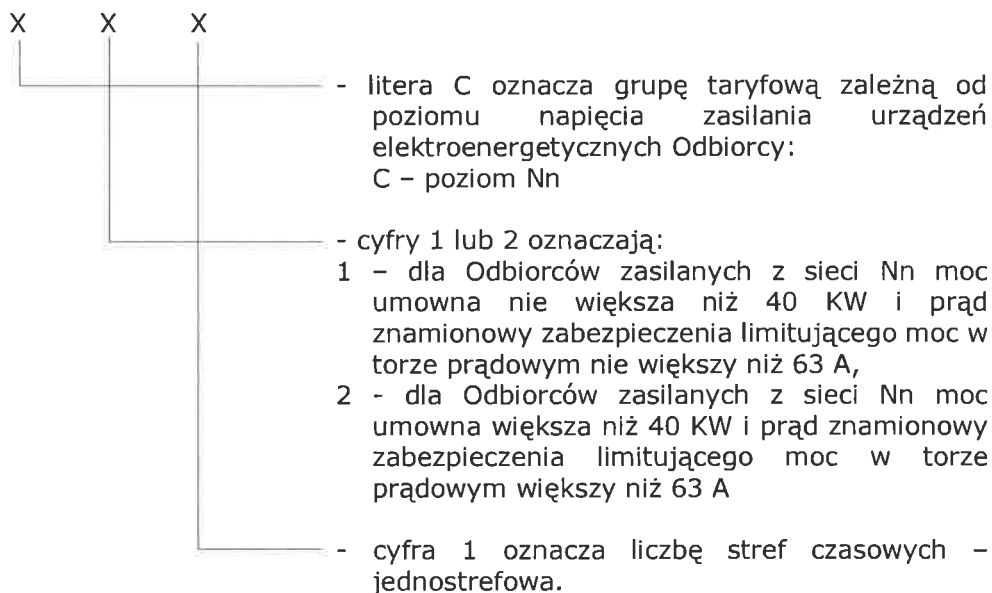 X X X
- litera C oznacza grupę taryfową zależną od
poziomu napięcia zasilania urządzeń
elektroenergetycznych Odbiorcy:
C – poziom Nn
- cyfry 1 lub 2 oznaczają:
1 – dla Odbiorców zasilanych z sieci Nn moc
umowna nie większa niż 40 KW i prąd
znamionowy zabezpieczenia limitującego moc w
torze prądowym nie większy niż 63 A,
2 - dla Odbiorców zasilanych z sieci Nn moc
umowna większa niż 40 KW i prąd znamionowy
zabezpieczenia limitującego moc w torze
prądowym większy niż 63 A
- cyfra 1 oznacza liczbę stref czasowych –
jednostrefowa.